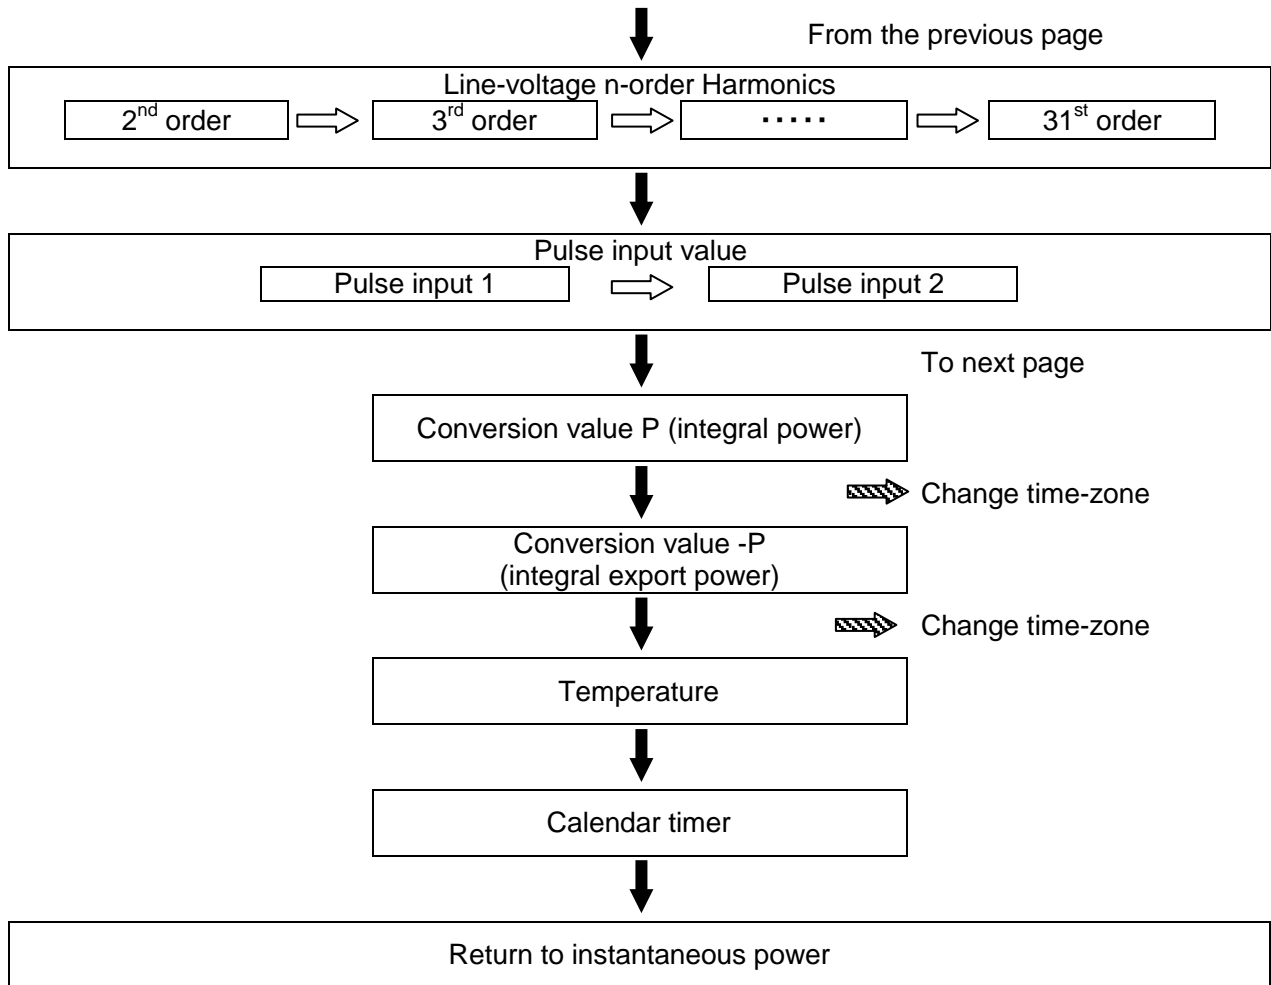 From the previous page
Line-voltage n-order Harmonics
2nd order
3rd order
·····
31st order
Pulse input value
Pulse input 1
Pulse input 2
To next page
Conversion value P (integral power)
Change time-zone
Conversion value -P
(integral export power)
Change time-zone
Temperature
Calendar timer
Return to instantaneous power